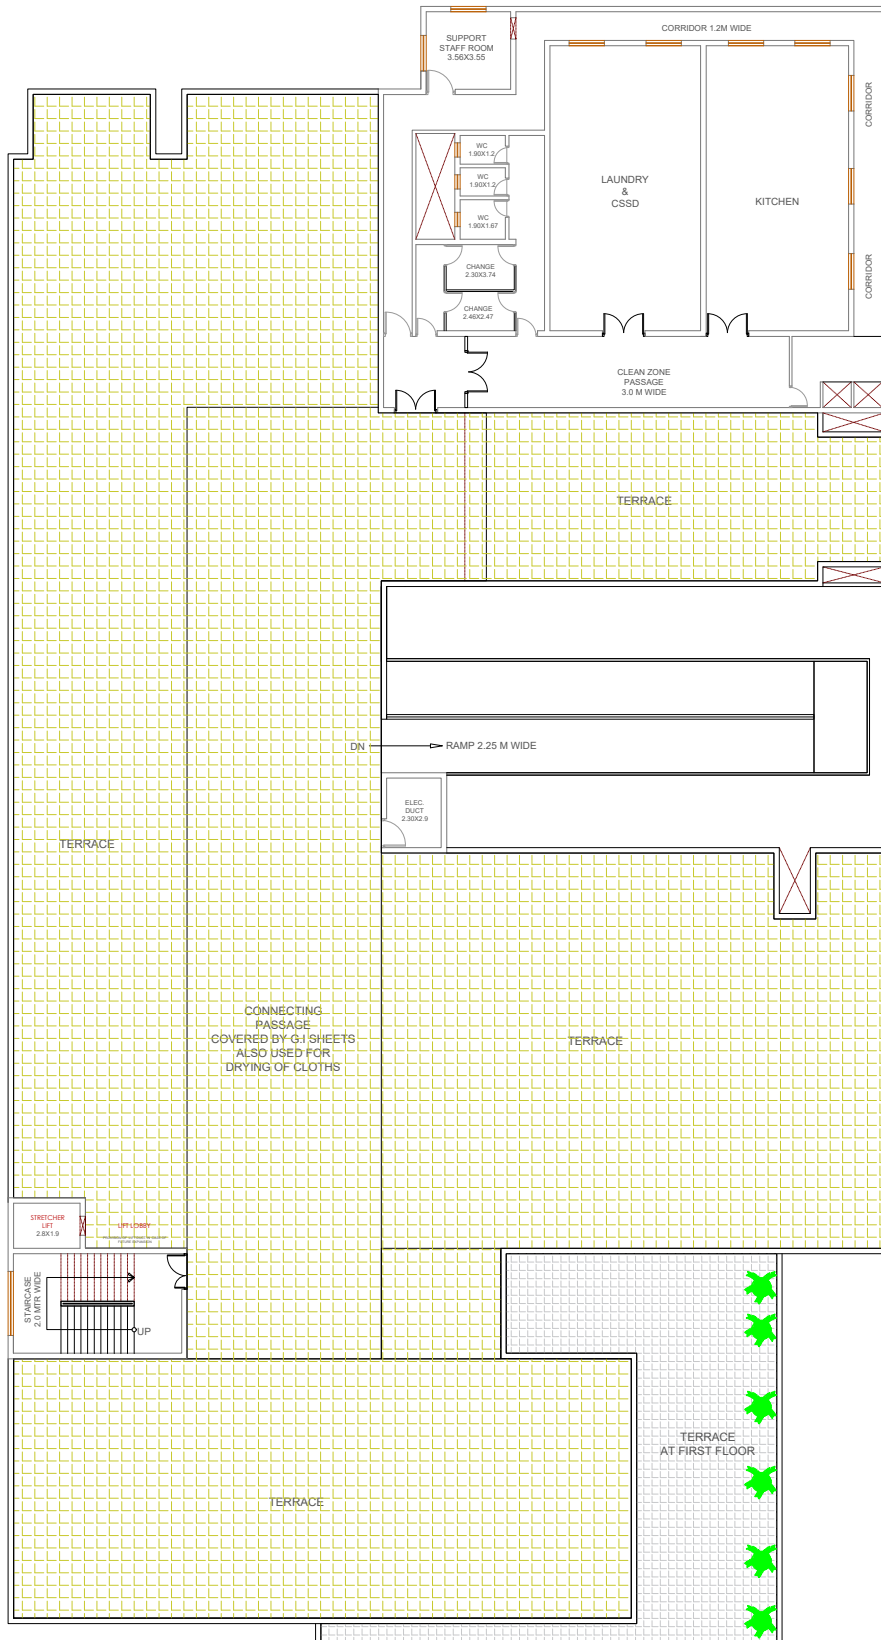 CORRIDOR 1.2M WIDE
SUPPORT
STAFF ROOM
3.56X3.55
CORRIDOR
WC
1.90X1.2
WC
1.90X1.2
WC
1.90X1.67
LAUNDRY
&
CSSD
KITCHEN
CORRIDOR
CHANGE
2.30X3.74
CHANGE
2.46X2.47
CLEAN ZONE
PASSAGE
3.0 M WIDE
TERRACE
DN
RAMP 2.25 M WIDE
ELEC.
DUCT
2.30X2.9
TERRACE
CONNECTING
PASSAGE
COVERED BY G.I SHEETS
ALSO USED FOR
DRYING OF CLOTHS
TERRACE
STRETCHER
LIFT
2.8X1.9
LIFT LOBBY
STAIRCASE
2.0 MTR WIDE
UP
TERRACE
AT FIRST FLOOR
TERRACE